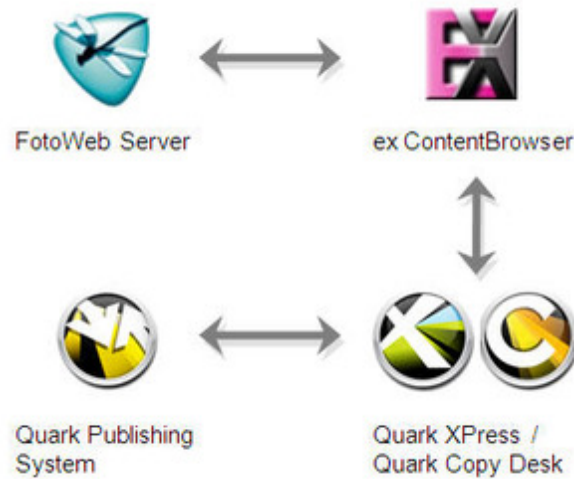 FotoWeb Server
ex ContentBrowser
Quark Publishing
System
Quark XPress /
Quark Copy Desk